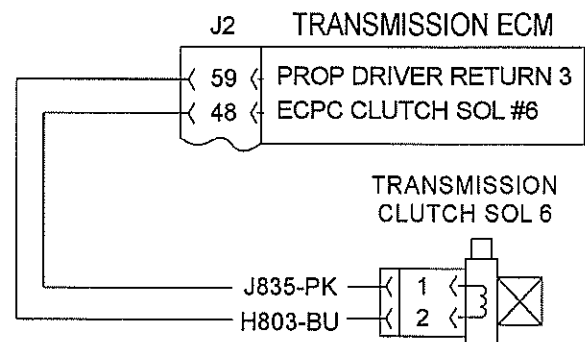 J2 TRANSMISSION ECM
59 PROP DRIVER RETURN 3
48 ECPC CLUTCH SOL #6
TRANSMISSION
CLUTCH SOL 6
J835-PK 1
H803-BU 2